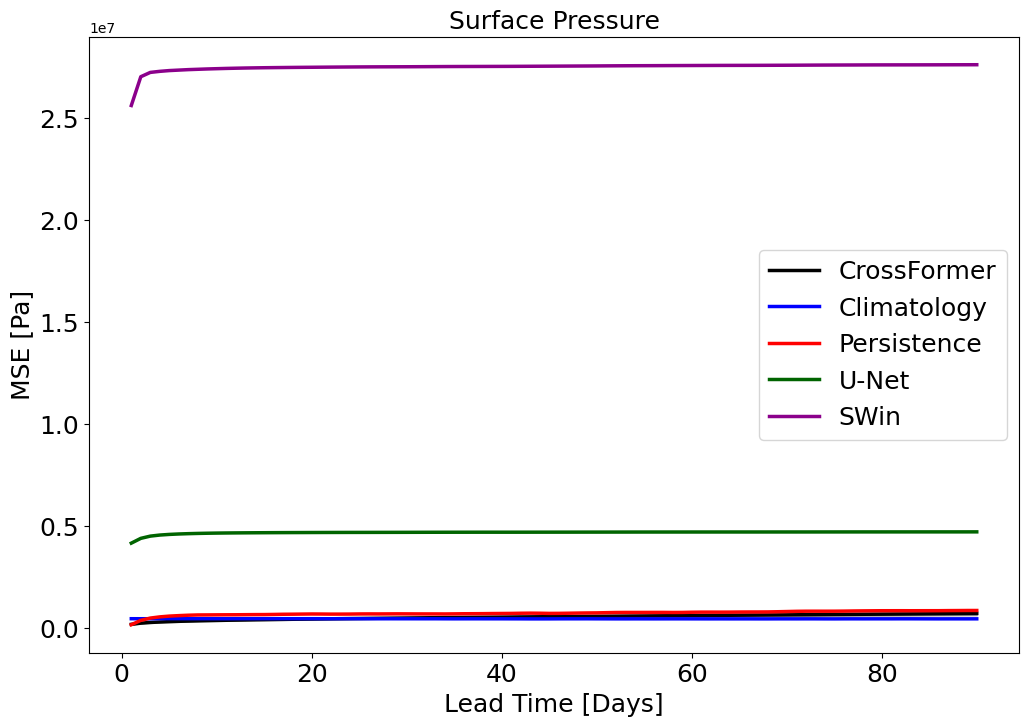 Surface Pressure
1e7
2.5
2.0
1.5
1.0
0.5
0.0
MSE [Pa]
CrossFormer
Climatology
Persistence
U-Net
SWin
0 20 40 60 80
Lead Time [Days]